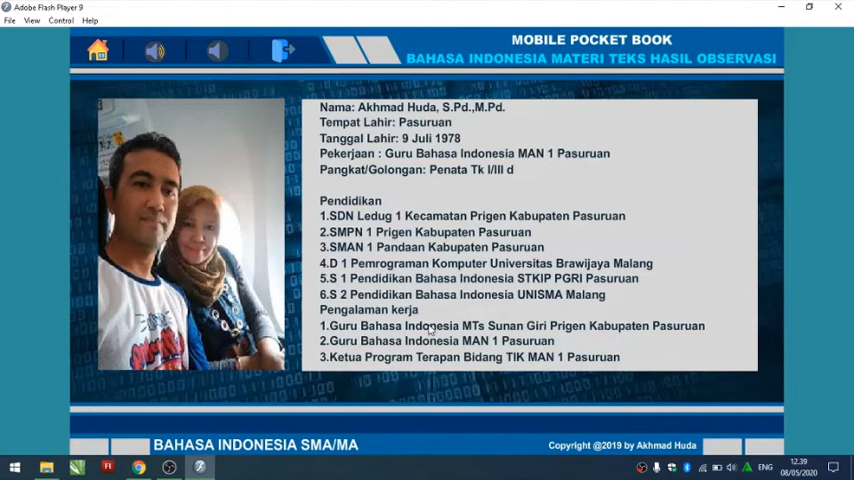 Adobe Flash Player 9
File View Control Help
MOBILE POCKET BOOK
BAHASA INDONESIA MATERI TEKS HASIL OBSERVASI
Nama: Akhmad Huda, S.Pd.,M.Pd.
Tempat Lahir: Pasuruan
Tanggal Lahir: 9 Juli 1978
Pekerjaan : Guru Bahasa Indonesia MAN 1 Pasuruan
Pangkat/Golongan: Penata Tk I/III d
Pendidikan
1.SDN Ledug 1 Kecamatan Prigen Kabupaten Pasuruan
2.SMPN 1 Prigen Kabupaten Pasuruan
3.SMAN 1 Pandaan Kabupaten Pasuruan
4.D 1 Pemrograman Komputer Universitas Brawijaya Malang
5.S 1 Pendidikan Bahasa Indonesia STKIP PGRI Pasuruan
6.S 2 Pendidikan Bahasa Indonesia UNISMA Malang
Pengalaman kerja
1.Guru Bahasa Indonesia MTs Sunan Giri Prigen Kabupaten Pasuruan
2.Guru Bahasa Indonesia MAN 1 Pasuruan
3.Ketua Program Terapan Bidang TIK MAN 1 Pasuruan
BAHASA INDONESIA SMA/MA
Copyright @2019 by Akhmad Huda
ENG
12.39
08/05/2020